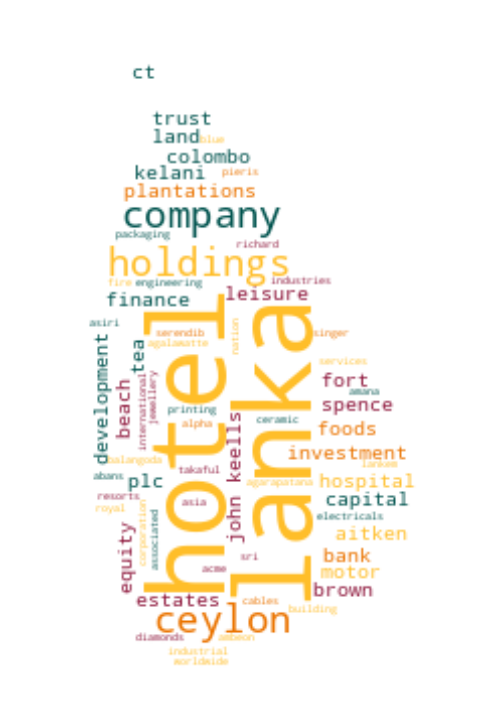 ct
trust
land
blue
colombo
kelani
pieris
plantations
company
packaging
richard
holdings
fire
engineering
industries
finance
leisure
asiri
hotel
lanka
serendib
nation
singer
agalawatte
development
tea
services
beach
international
jewellery
fort
amana
printing
spence
alpha
ceramic
foods
john keells
investment
balangoda
takaful
lankem
abans
plc
agarapatana
hospital
resorts
asia
capital
royal
corporation
associated
electricals
equity
aitken
sri
bank
acme
motor
brown
estates
cables
building
ceylon
diamonds
ambeon
industrial
worldwide